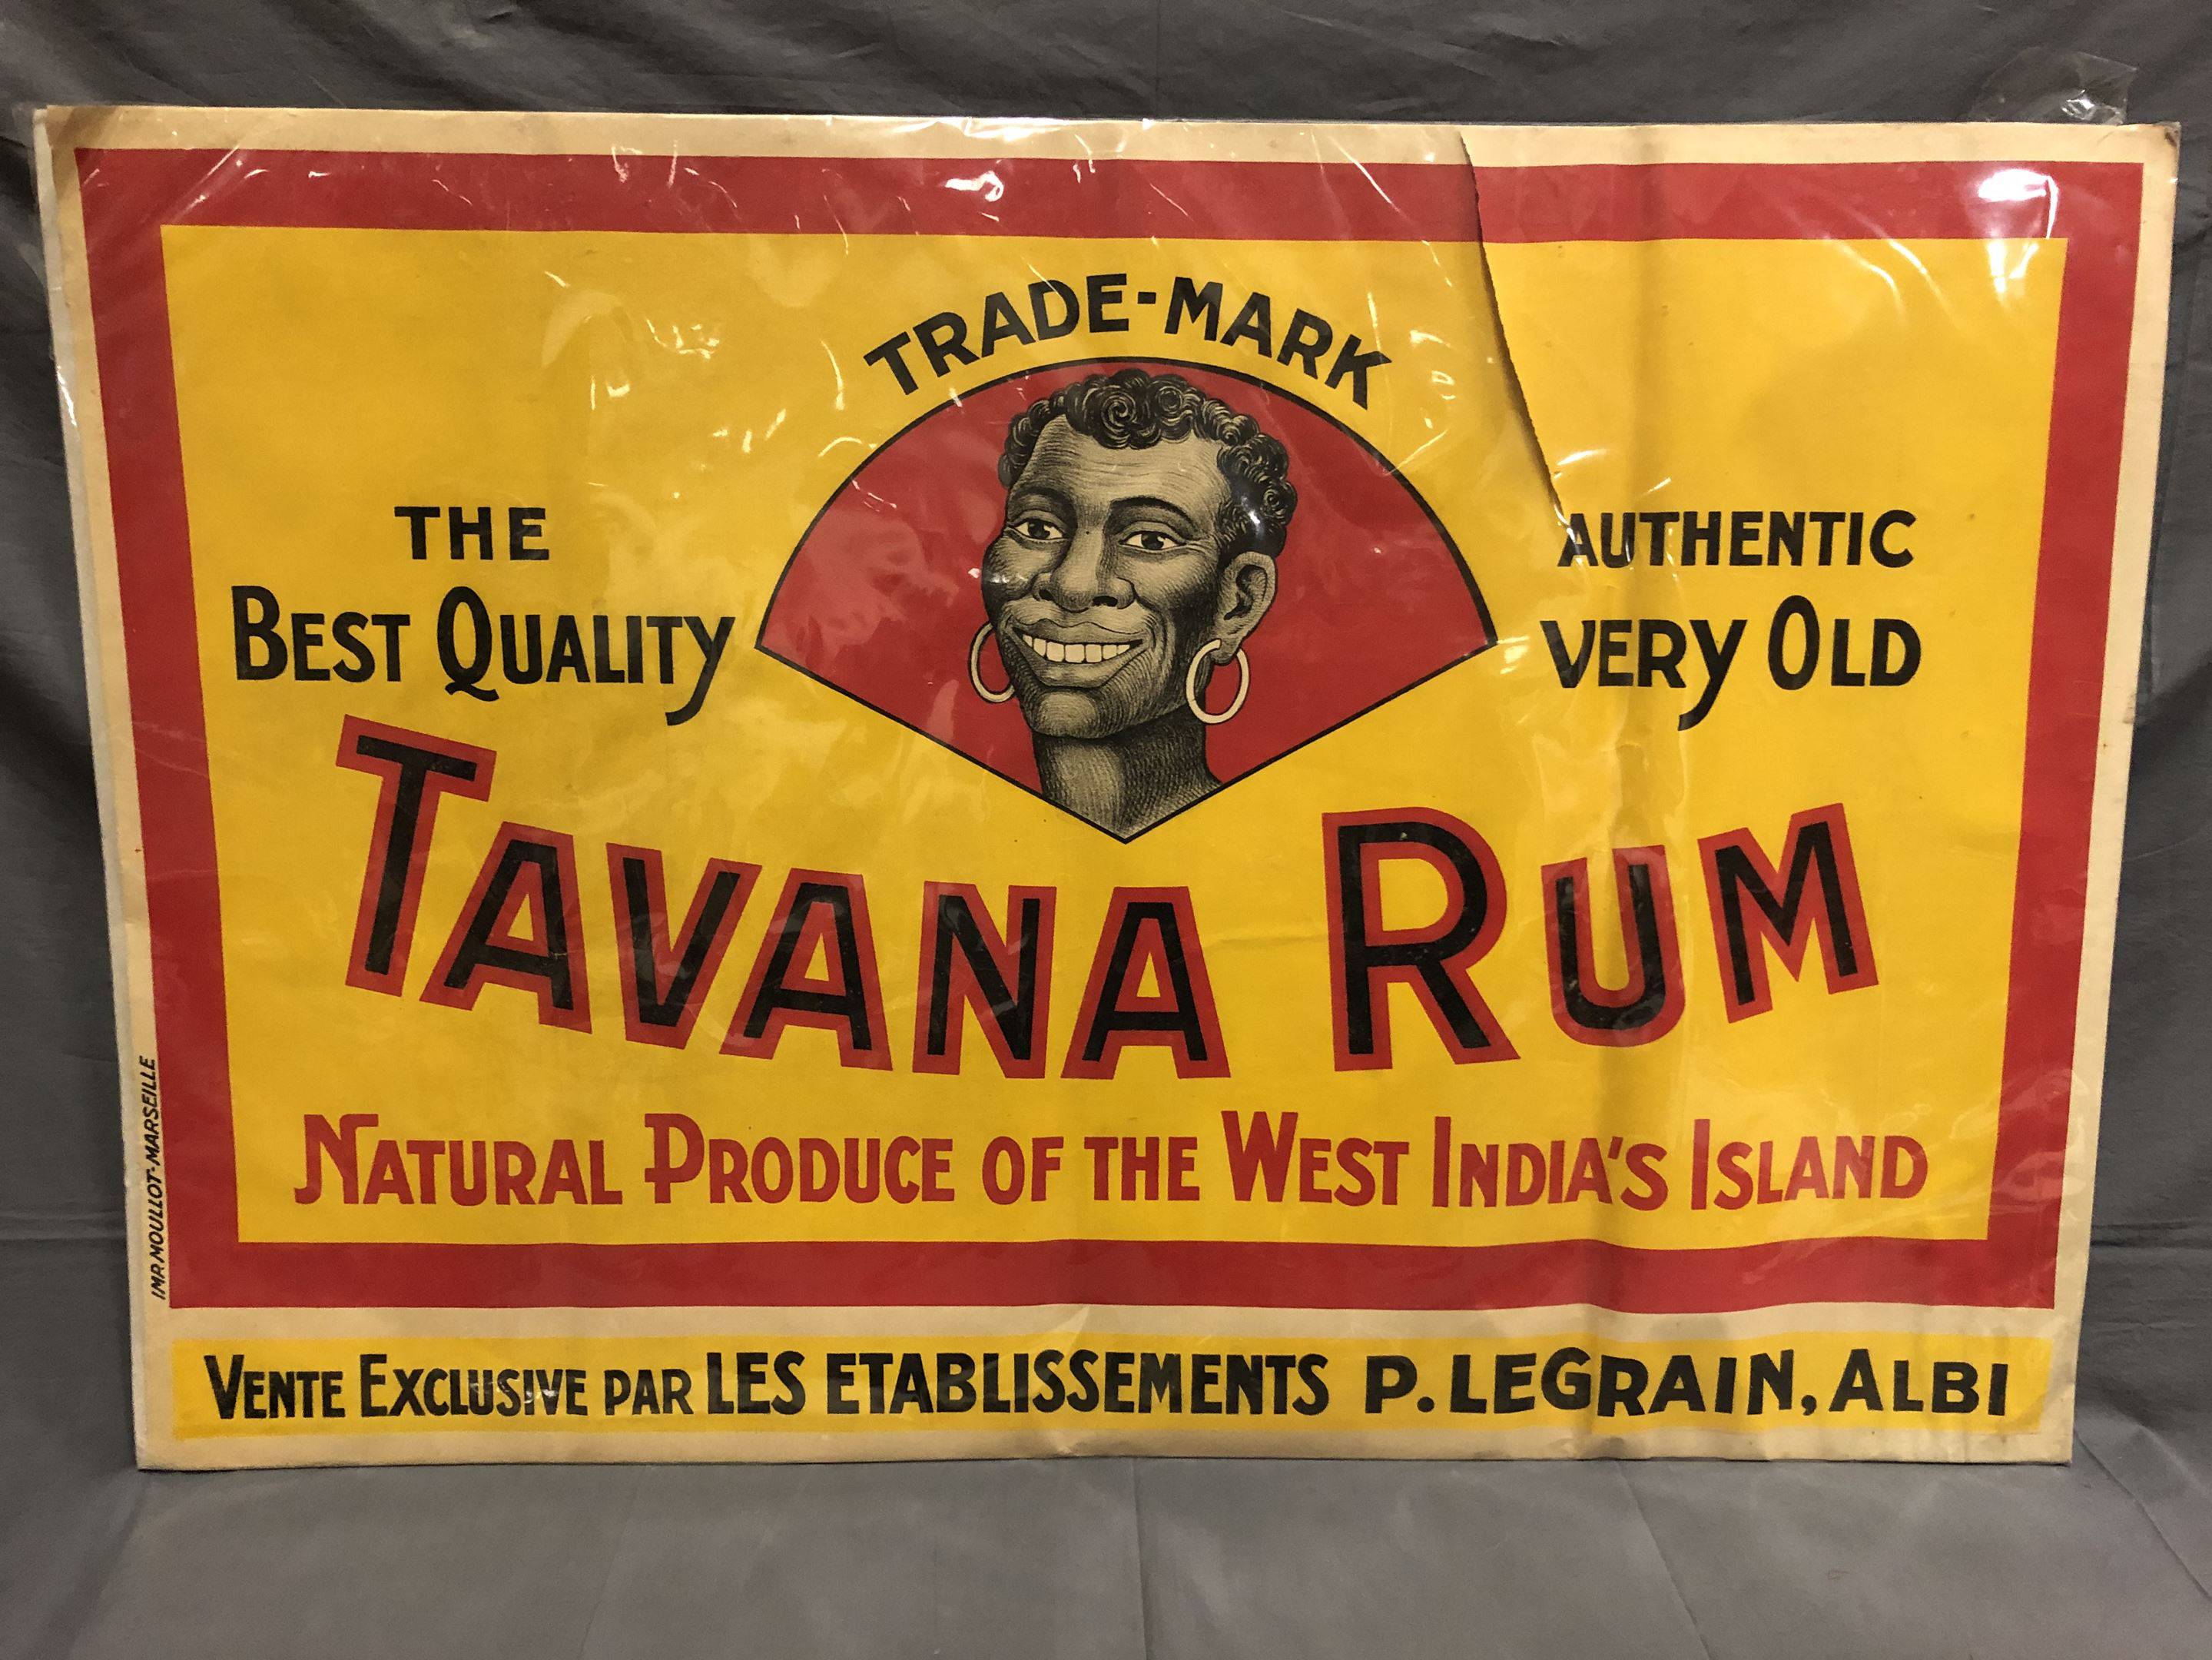 TRADE-MARK
THE
BEST QUALITY
AUTHENTIC
VERY OLD
TAVANA RUM
NATURAL PRODUCE OF THE WEST INDIA'S ISLAND
IMP. MOULLOT-MARSEILLE
VENTE EXCLUSIVE PAR LES ETABLISSEMENTS P. LEGRAIN, ALBI